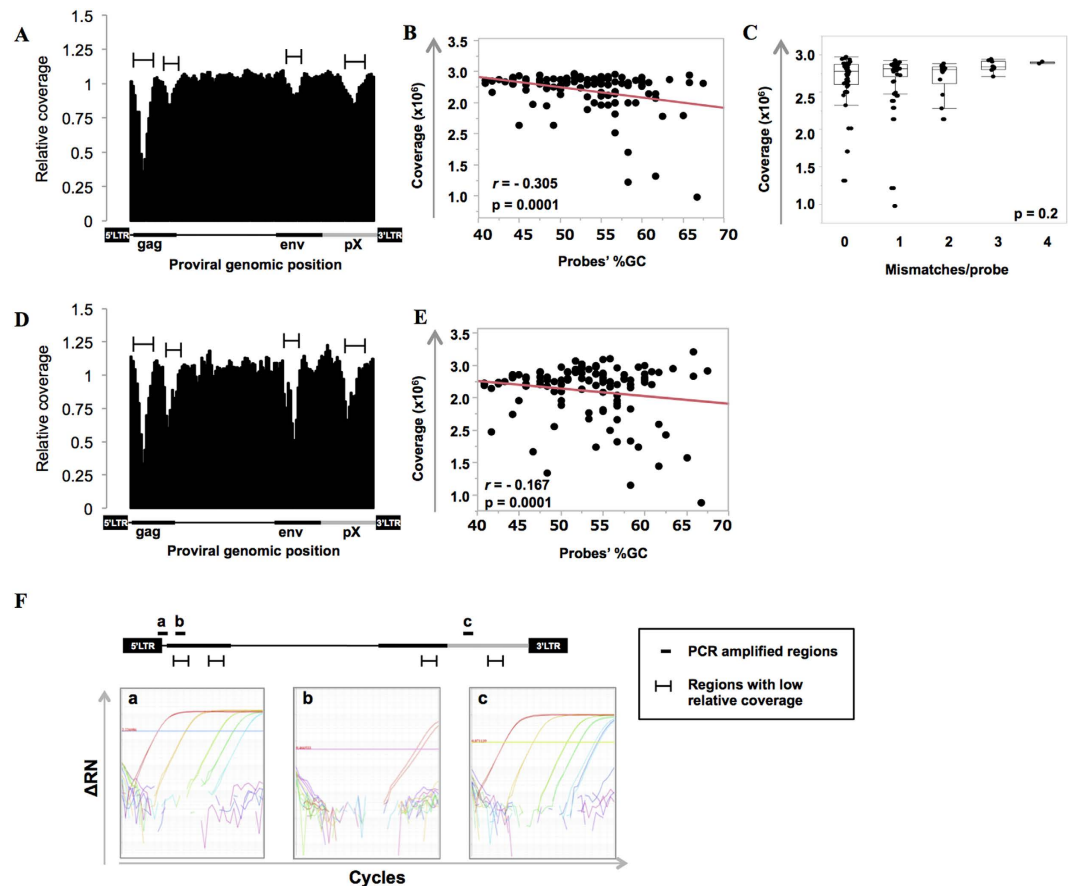 A
1.5
1.25
1
0.75
0.5
0.25
0
Relative coverage
5'LTR
gag
env
pX
3'LTR
Proviral genomic position
B
3.5
3.0
2.0
2.5
1.5
1.0
Coverage (x10⁶)
r = - 0.305
p = 0.0001
40 45 50 55 60 65 70
Probes' %GC
C
3.0
2.5
2.0
1.5
1.0
Coverage (x10⁶)
p = 0.2
0 1 2 3 4
Mismatches/probe
D
1.5
1.25
1
0.75
0.5
0.25
0
Relative coverage
5'LTR
gag
env
pX
3'LTR
Proviral genomic position
E
3.5
3.0
2.0
2.5
1.5
1.0
Coverage (x10⁶)
r = - 0.167
p = 0.0001
40 45 50 55 60 65 70
Probes' %GC
F
a b c
5'LTR
3'LTR
PCR amplified regions
Regions with low
relative coverage
a
b
c
ΔRN
Cycles